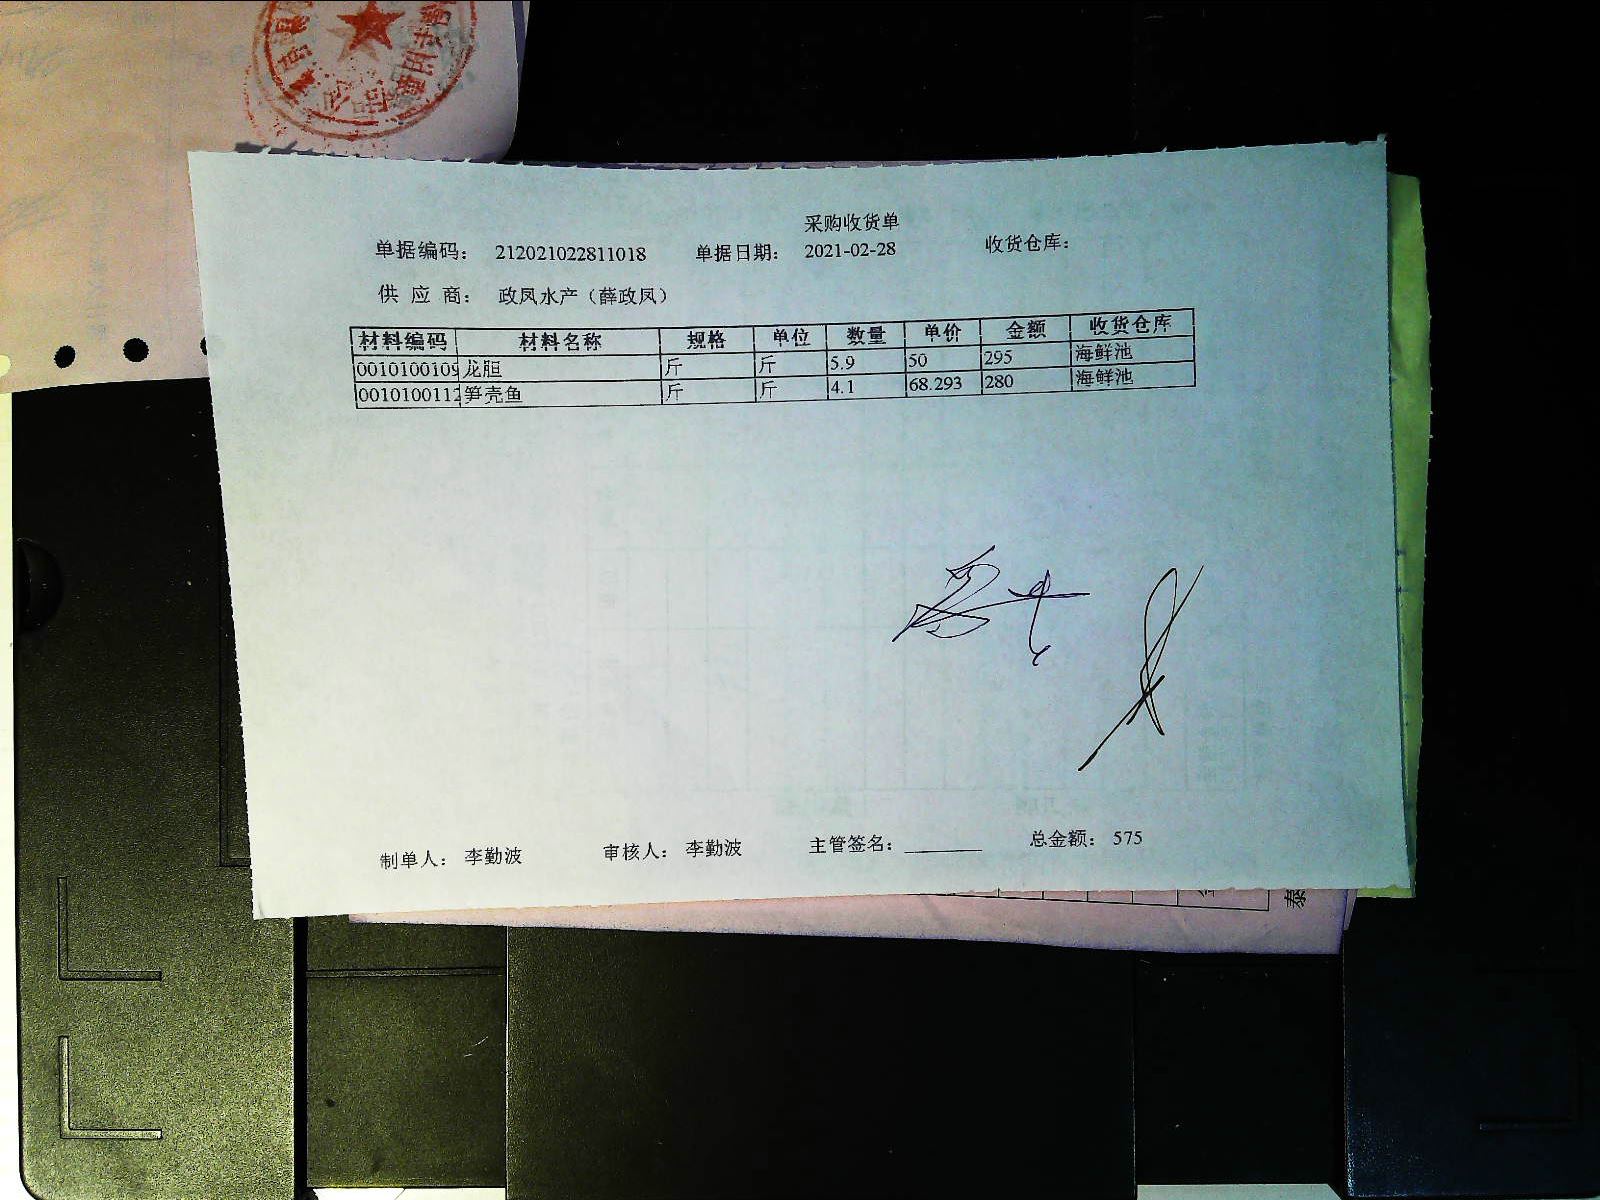 采购收货单
单据编码： 212021022811018 单据日期： 2021-02-28 收货仓库：
供 应 商： 政凤水产（薛政凤）
材料编码 材料名称 规格 单位 数量 单价 金额 收货仓库
0010100109 龙胆 斤 斤 5.9 50 295 海鲜池
0010100112 笋壳鱼 斤 斤 4.1 68.293 280 海鲜池
制单人： 李勤波 审核人： 李勤波 主管签名： 总金额： 575
泰